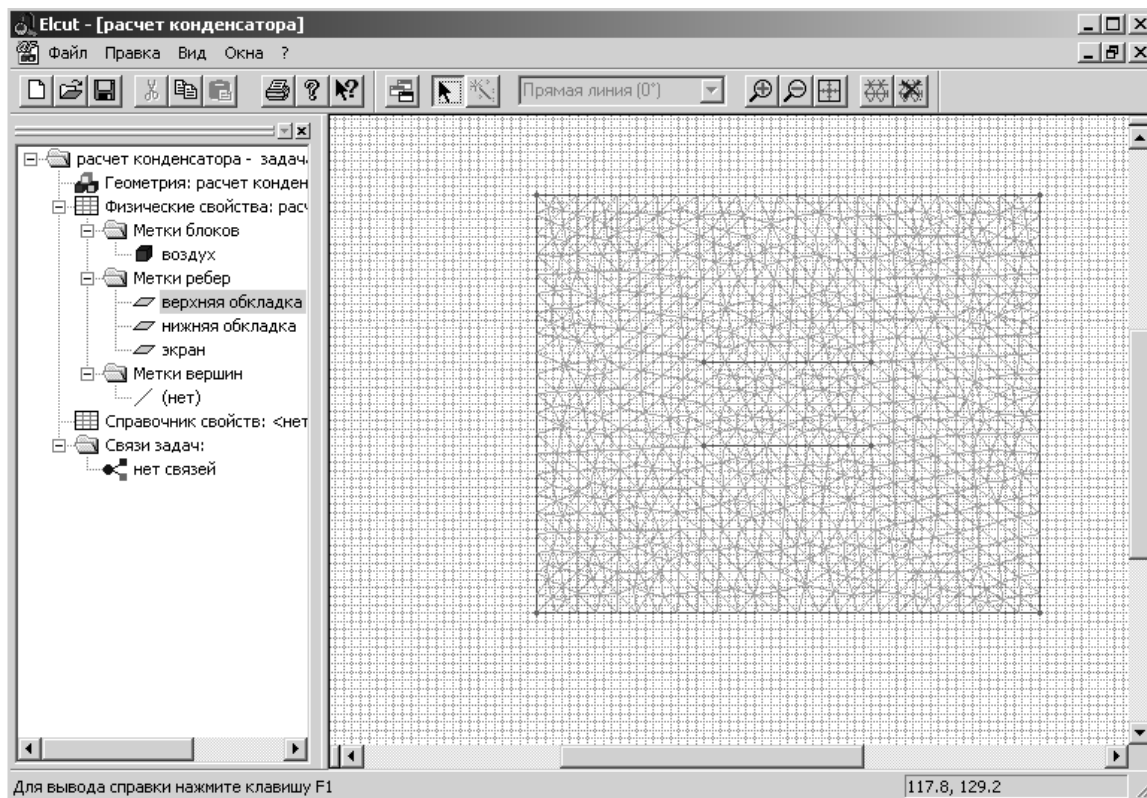 Elcut - [расчет конденсатора]
Файл Правка Вид Окна ?
Прямая линия (0°)
расчет конденсатора - задач
Геометрия: расчет конден
Физические свойства: рас
Метки блоков
воздух
Метки ребер
верхняя обкладка
нижняя обкладка
экран
Метки вершин
(нет)
Справочник свойств: <нет
Связи задач:
нет связей
Для вывода справки нажмите клавишу F1
117.8, 129.2